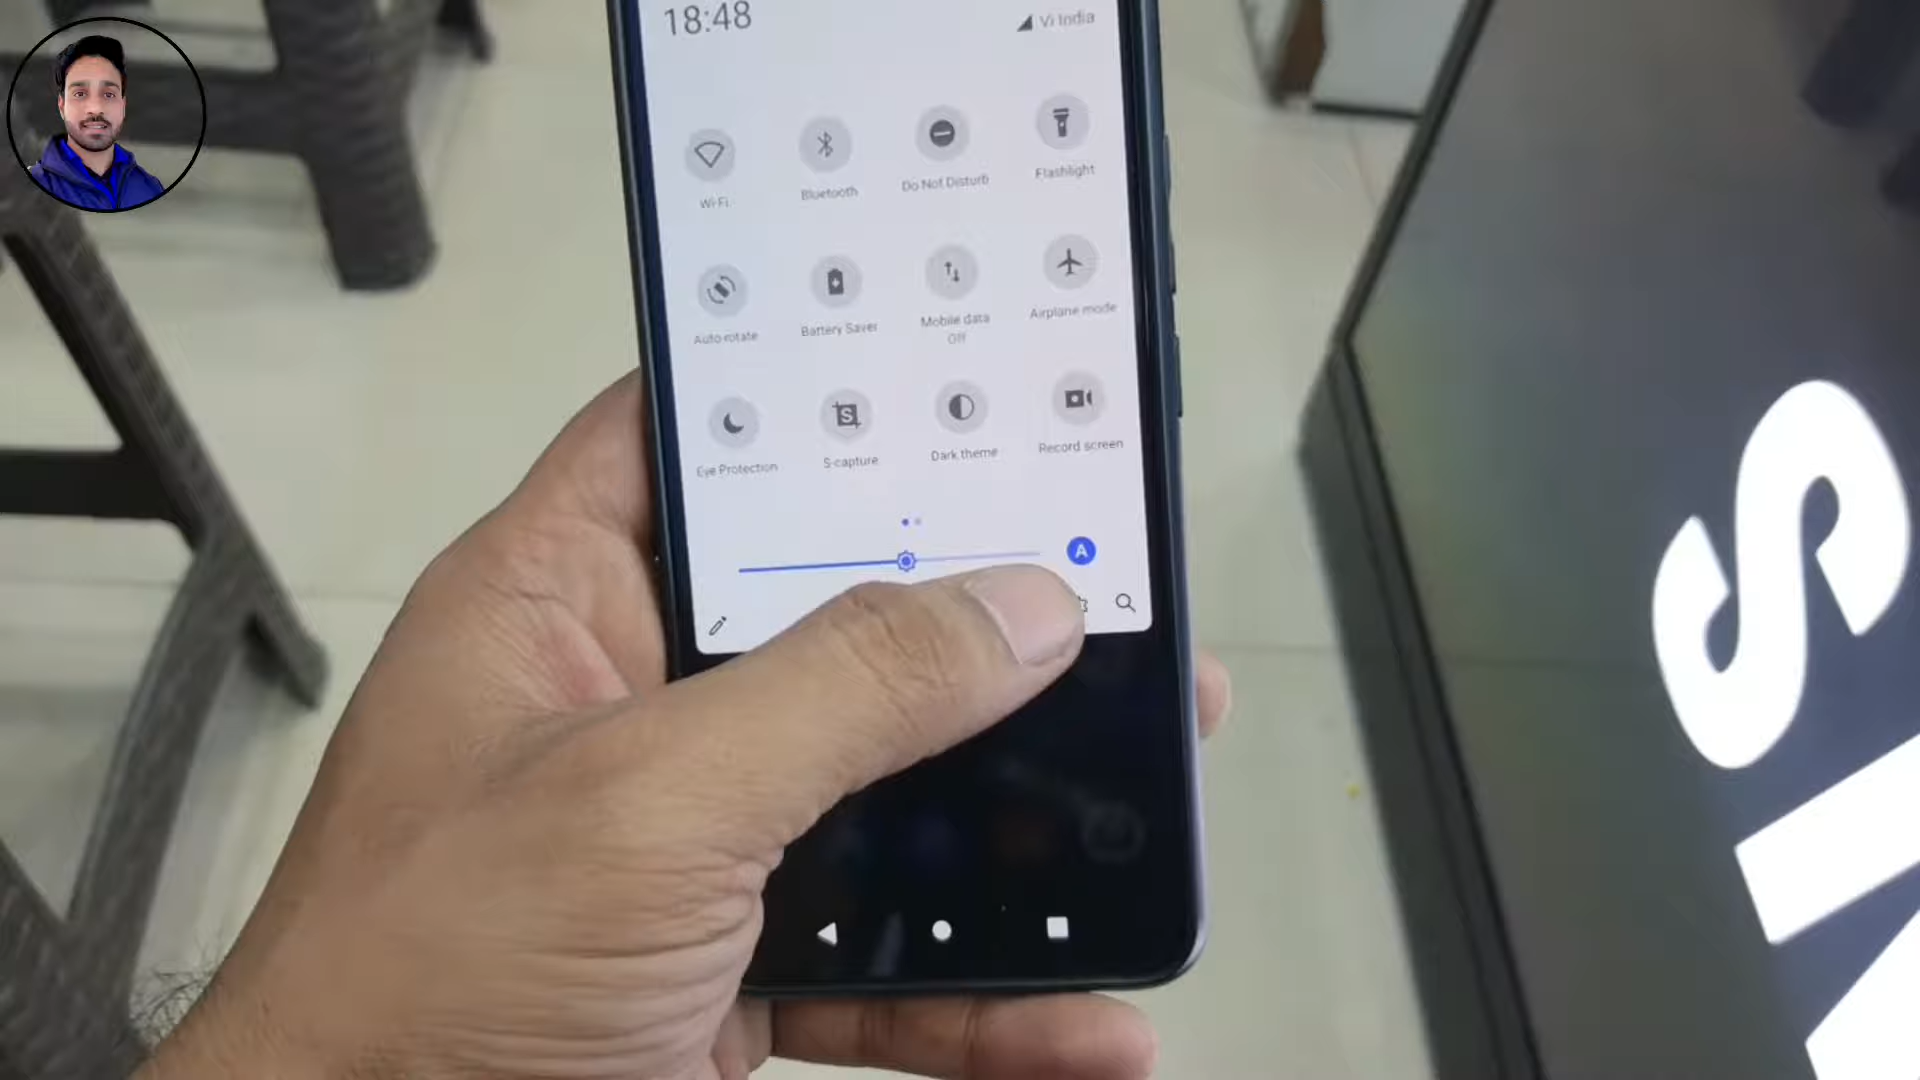 18:48
Vi India
Wi-Fi
Bluetooth
Do Not Disturb
Flashlight
Auto-rotate
Battery Saver
Mobile data
Off
Airplane mode
Eye Protection
S
S-capture
Dark theme
Record screen
A
S